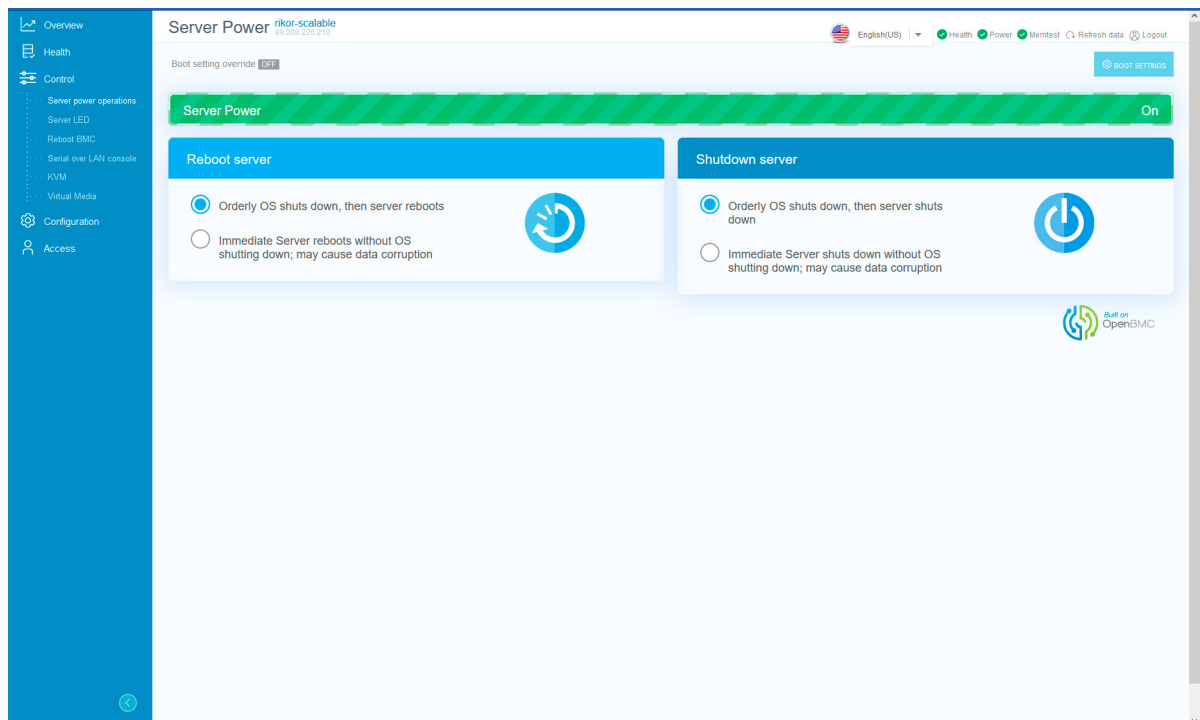 Overview
Health
Control
Server power operations
Server LED
Reboot BMC
Serial over LAN console
KVM
Virtual Media
Configuration
Access
Server Power rikor-scalable
89.208.226.210
English(US)
Health Power Memtest Refresh data Logout
Boot setting override OFF
BOOT SETTINGS
Server Power On
Reboot server
Orderly OS shuts down, then server reboots
Immediate Server reboots without OS
shutting down; may cause data corruption
Shutdown server
Orderly OS shuts down, then server shuts
down
Immediate Server shuts down without OS
shutting down; may cause data corruption
Built on
OpenBMC